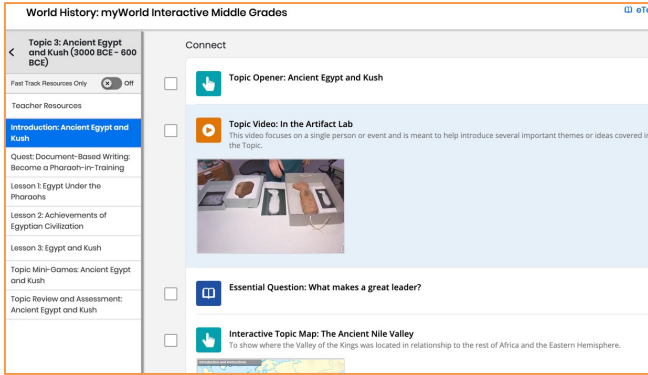 World History: myWorld Interactive Middle Grades
Topic 3: Ancient Egypt
and Kush (3000 BCE - 600
BCE)
Fast Track Resources Only
Off
Teacher Resources
Introduction: Ancient Egypt and
Kush
Quest: Document-Based Writing:
Become a Pharaoh-in-Training
Lesson 1: Egypt Under the
Pharaohs
Lesson 2: Achievements of
Egyptian Civilization
Lesson 3: Egypt and Kush
Topic Mini-Games: Ancient Egypt
and Kush
Topic Review and Assessment:
Ancient Egypt and Kush
Connect
Topic Opener: Ancient Egypt and Kush
Topic Video: In the Artifact Lab
This video focuses on a single person or event and is meant to help introduce several important themes or ideas covered in
the Topic.
Essential Question: What makes a great leader?
Interactive Topic Map: The Ancient Nile Valley
To show where the Valley of the Kings was located in relationship to the rest of Africa and the Eastern Hemisphere.
Introduction and Instructions